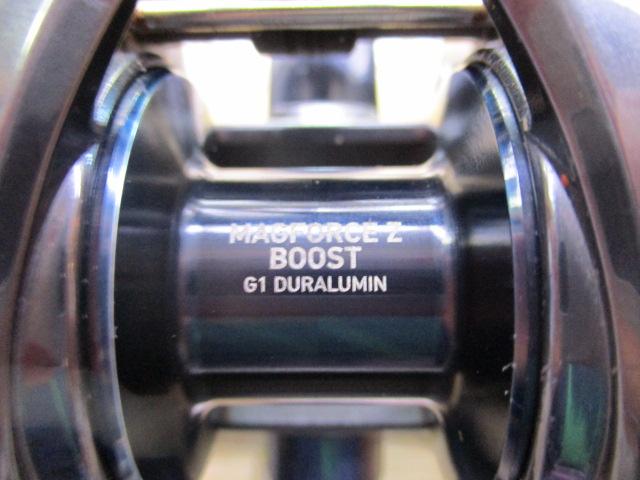 MAGFORCE Z
BOOST
G1 DURALUMIN